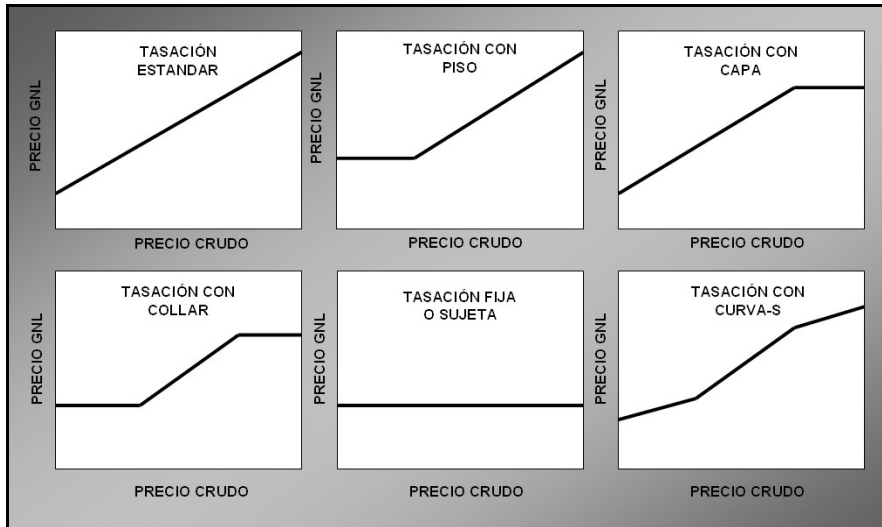 TASACIÓN
ESTANDAR
PRECIO GNL
PRECIO CRUDO
TASACIÓN CON
PISO
PRECIO GNL
PRECIO CRUDO
TASACIÓN CON
CAPA
PRECIO GNL
PRECIO CRUDO
TASACIÓN CON
COLLAR
PRECIO GNL
PRECIO CRUDO
TASACIÓN FIJA
O SUJETA
PRECIO GNL
PRECIO CRUDO
TASACIÓN CON
CURVA-S
PRECIO GNL
PRECIO CRUDO